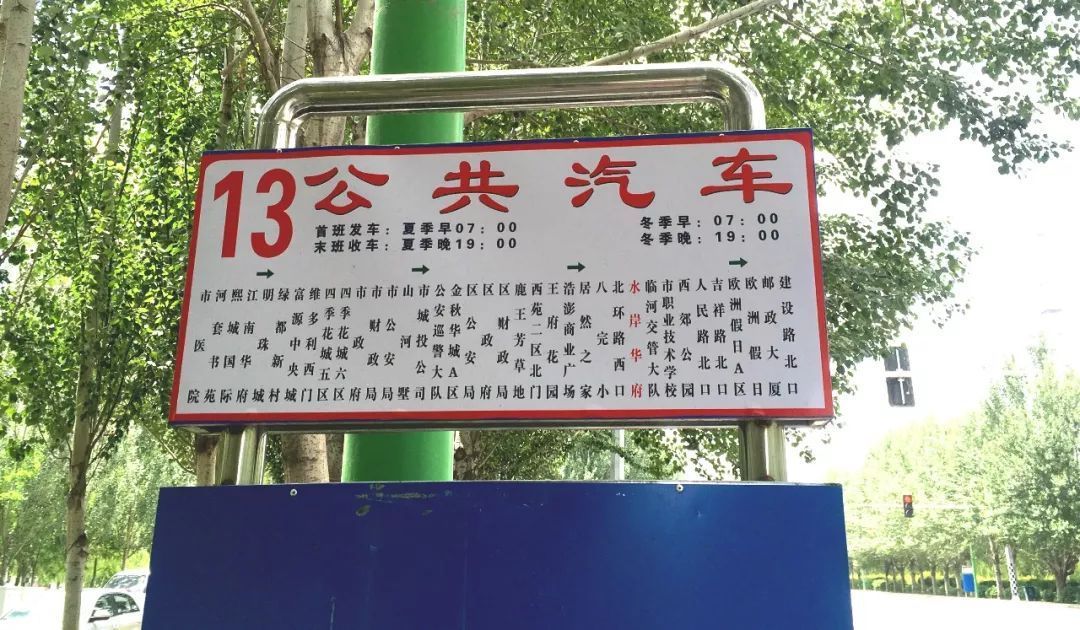 13 公共汽车
首班发车：夏季早07：00
冬季早：07：00
末班收车：夏季晚19：00
冬季晚：19：00
市医院
河套书苑
熙城国际
江南华府
明珠城
绿都新村
富源中央城
维多利西门
四季花城五区
四季花城六区
市政府
市财政局
市公安局
山河墅
市城投公司
公安巡警大队
金秋华城A区
区公安局
区政府
区财政局
鹿王芳草地
西苑二区北门
王府花园
浩彭商业广场
居然之家
八完小
北环路西口
水岸华府
临河交管大队
市职业技术学校
西郊公园
人民路北口
吉祥路北口
欧洲假日A区
欧洲假日
邮政大厦
建设路北口